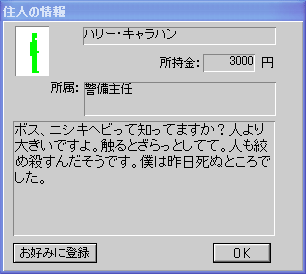 住人の情報
ハリー・キャラハン
所持金： 3000 円
所属： 警備主任
ボス、ニシキヘビって知ってますか？人より
大きいですよ。触るとざらっとしてて。人も絞
め殺すんだそうです。僕は昨日死ぬところで
した。
お好みに登録 OK